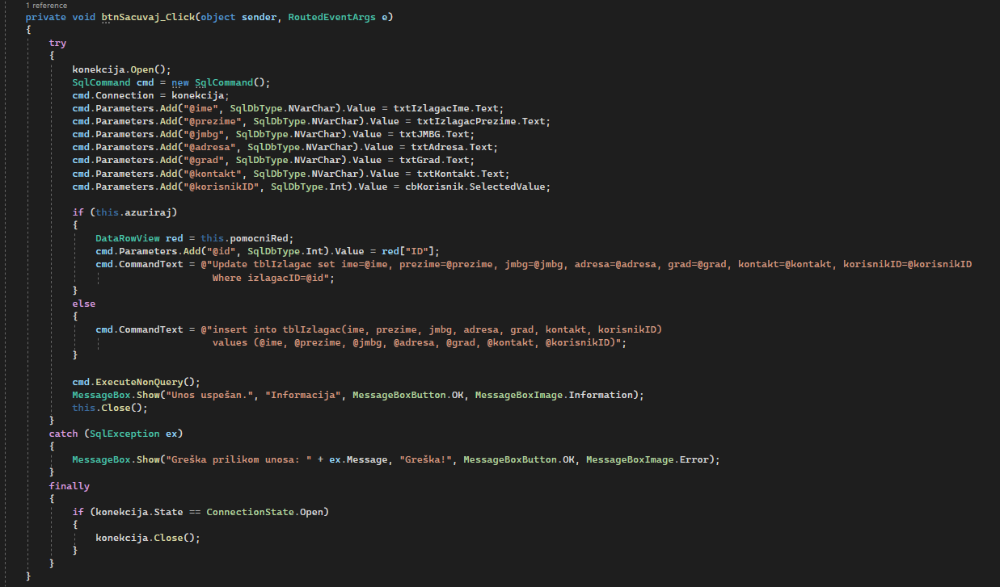 1 reference
private void btnSacuvaj_Click(object sender, RoutedEventArgs e)
{
try
{
konekcija.Open();
SqlCommand cmd = new SqlCommand();
cmd.Connection = konekcija;
cmd.Parameters.Add("@ime", SqlDbType.NVarChar).Value = txtIzlagacIme.Text;
cmd.Parameters.Add("@prezime", SqlDbType.NVarChar).Value = txtIzlagacPrezime.Text;
cmd.Parameters.Add("@jmbg", SqlDbType.NVarChar).Value = txtJMBG.Text;
cmd.Parameters.Add("@adresa", SqlDbType.NVarChar).Value = txtAdresa.Text;
cmd.Parameters.Add("@grad", SqlDbType.NVarChar).Value = txtGrad.Text;
cmd.Parameters.Add("@kontakt", SqlDbType.NVarChar).Value = txtKontakt.Text;
cmd.Parameters.Add("@korisnikID", SqlDbType.Int).Value = cbKorisnik.SelectedValue;
if (this.azuriraj)
{
DataRowView red = this.pomocniRed;
cmd.Parameters.Add("@id", SqlDbType.Int).Value = red["ID"];
cmd.CommandText = @"Update tblIzlagac set ime=@ime, prezime=@prezime, jmbg=@jmbg, adresa=@adresa, grad=@grad, kontakt=@kontakt, korisnikID=@korisnikID
Where izlagacID=@id";
}
else
{
cmd.CommandText = @"insert into tblIzlagac(ime, prezime, jmbg, adresa, grad, kontakt, korisnikID)
values (@ime, @prezime, @jmbg, @adresa, @grad, @kontakt, @korisnikID)";
}
cmd.ExecuteNonQuery();
MessageBox.Show("Unos uspešan.", "Informacija", MessageBoxButton.OK, MessageBoxImage.Information);
this.Close();
}
catch (SqlException ex)
{
MessageBox.Show("Greška prilikom unosa: " + ex.Message, "Greška!", MessageBoxButton.OK, MessageBoxImage.Error);
}
finally
{
if (konekcija.State == ConnectionState.Open)
{
konekcija.Close();
}
}
}